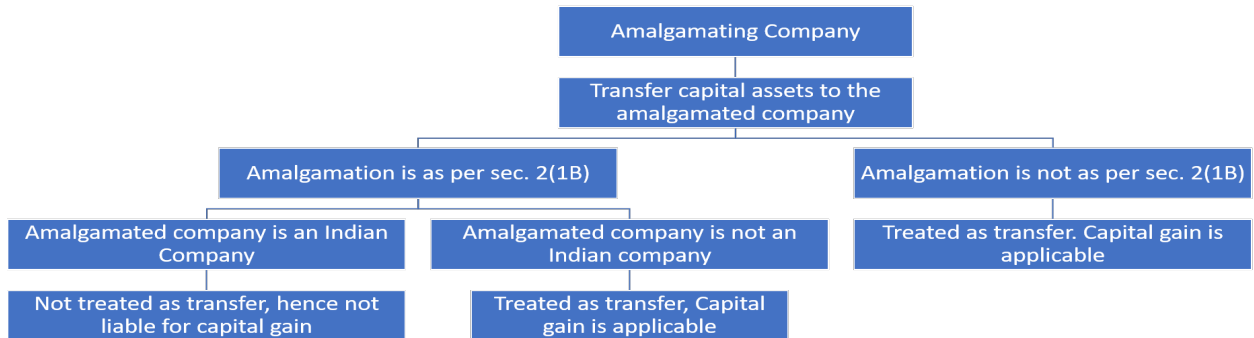 Amalgamating Company
Transfer capital assets to the
amalgamated company
Amalgamation is as per sec. 2(1B)
Amalgamation is not as per sec. 2(1B)
Amalgamated company is an Indian
Company
Amalgamated company is not an
Indian company
Treated as transfer. Capital gain is
applicable
Not treated as transfer, hence not
liable for capital gain
Treated as transfer, Capital
gain is applicable